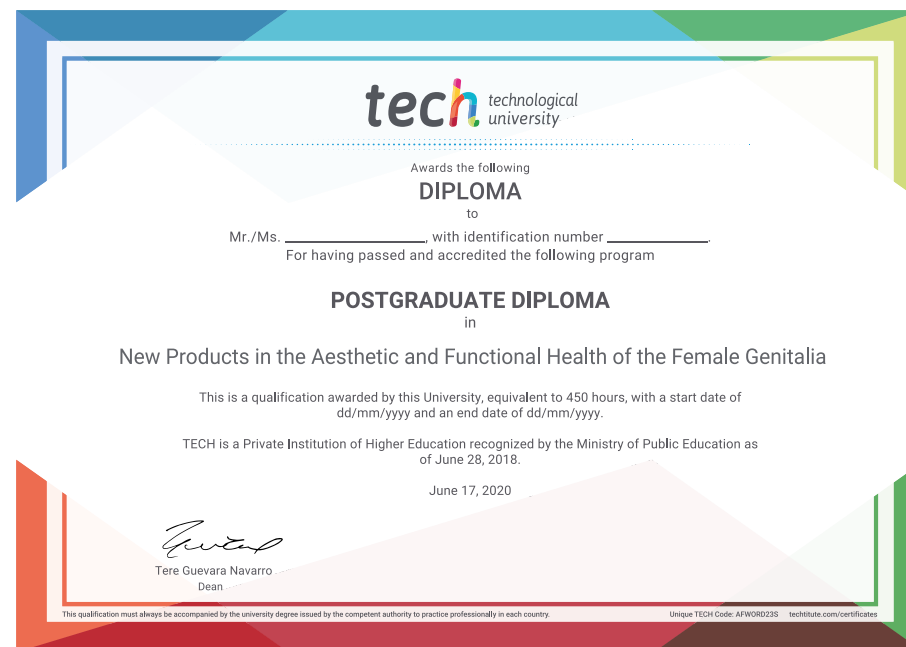 tech technological
university
Awards the following
DIPLOMA
to
Mr./Ms. ____________________, with identification number ______________.
For having passed and accredited the following program
POSTGRADUATE DIPLOMA
in
New Products in the Aesthetic and Functional Health of the Female Genitalia
This is a qualification awarded by this University, equivalent to 450 hours, with a start date of
dd/mm/yyyy and an end date of dd/mm/yyyy.
TECH is a Private Institution of Higher Education recognized by the Ministry of Public Education as
of June 28, 2018.
June 17, 2020
Tere Guevara Navarro
Dean
This qualification must always be accompanied by the university degree issued by the competent authority to practice professionally in each country.
Unique TECH Code: AFWORD23S techtitute.com/certificates